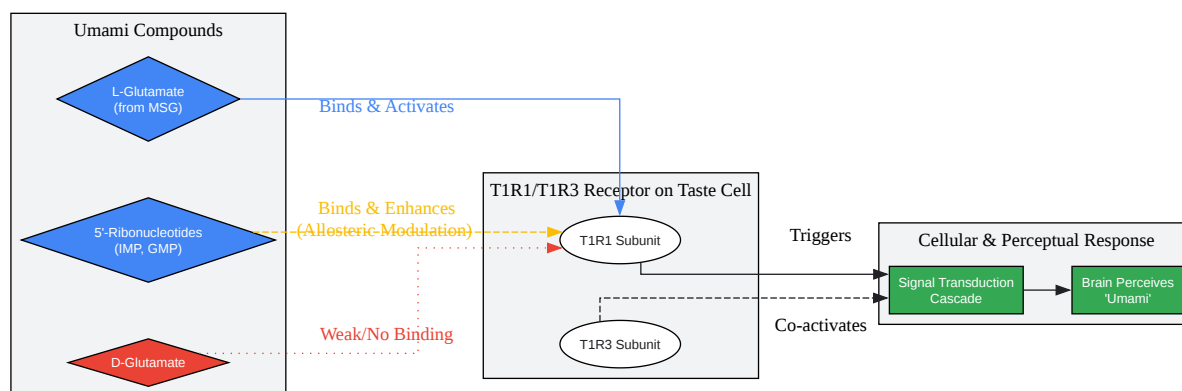 Umami Compounds
L-Glutamate
(from MSG)
Binds & Activates
T1R1/T1R3 Receptor on Taste Cell
5'-Ribonucleotides
(IMP, GMP)
Binds & Enhances
(Allosteric Modulation)
T1R1 Subunit
Triggers
Cellular & Perceptual Response
Signal Transduction
Cascade
Brain Perceives
'Umami'
Weak/No Binding
Co-activates
T1R3 Subunit
D-Glutamate